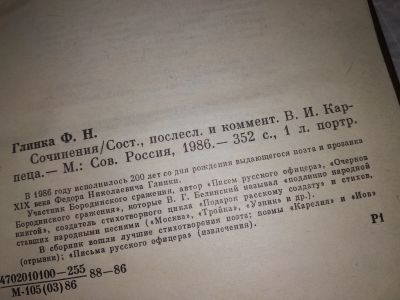 Глинка Ф. Н.
Сочинения/Сост., послесл. и коммент. В. И. Кар-
пеца.— М.: Сов. Россия, 1986.— 352 с., 1 л. портр.
В 1986 году исполнилось 200 лет со дня рождения выдающегося поэта и прозаика
XIX века Федора Николаевича Глинки.
Участник Бородинского сражения, автор «Писем русского офицера», «Очерков
Бородинского сражения», которые В. Г. Белинский называл «подлинно народной
книгой», создатель стихотворного цикла «Подарок русскому солдату» и стихов,
ставших народными песнями («Москва», «Тройка», «Узник» и др.).
В сборник вошли лучшие стихотворения поэта; поэмы «Карелия» и «Иов»
(отрывки); «Письма русского офицера» (извлечения).
4702010100—255
М-105(03)86
88—86
Р1